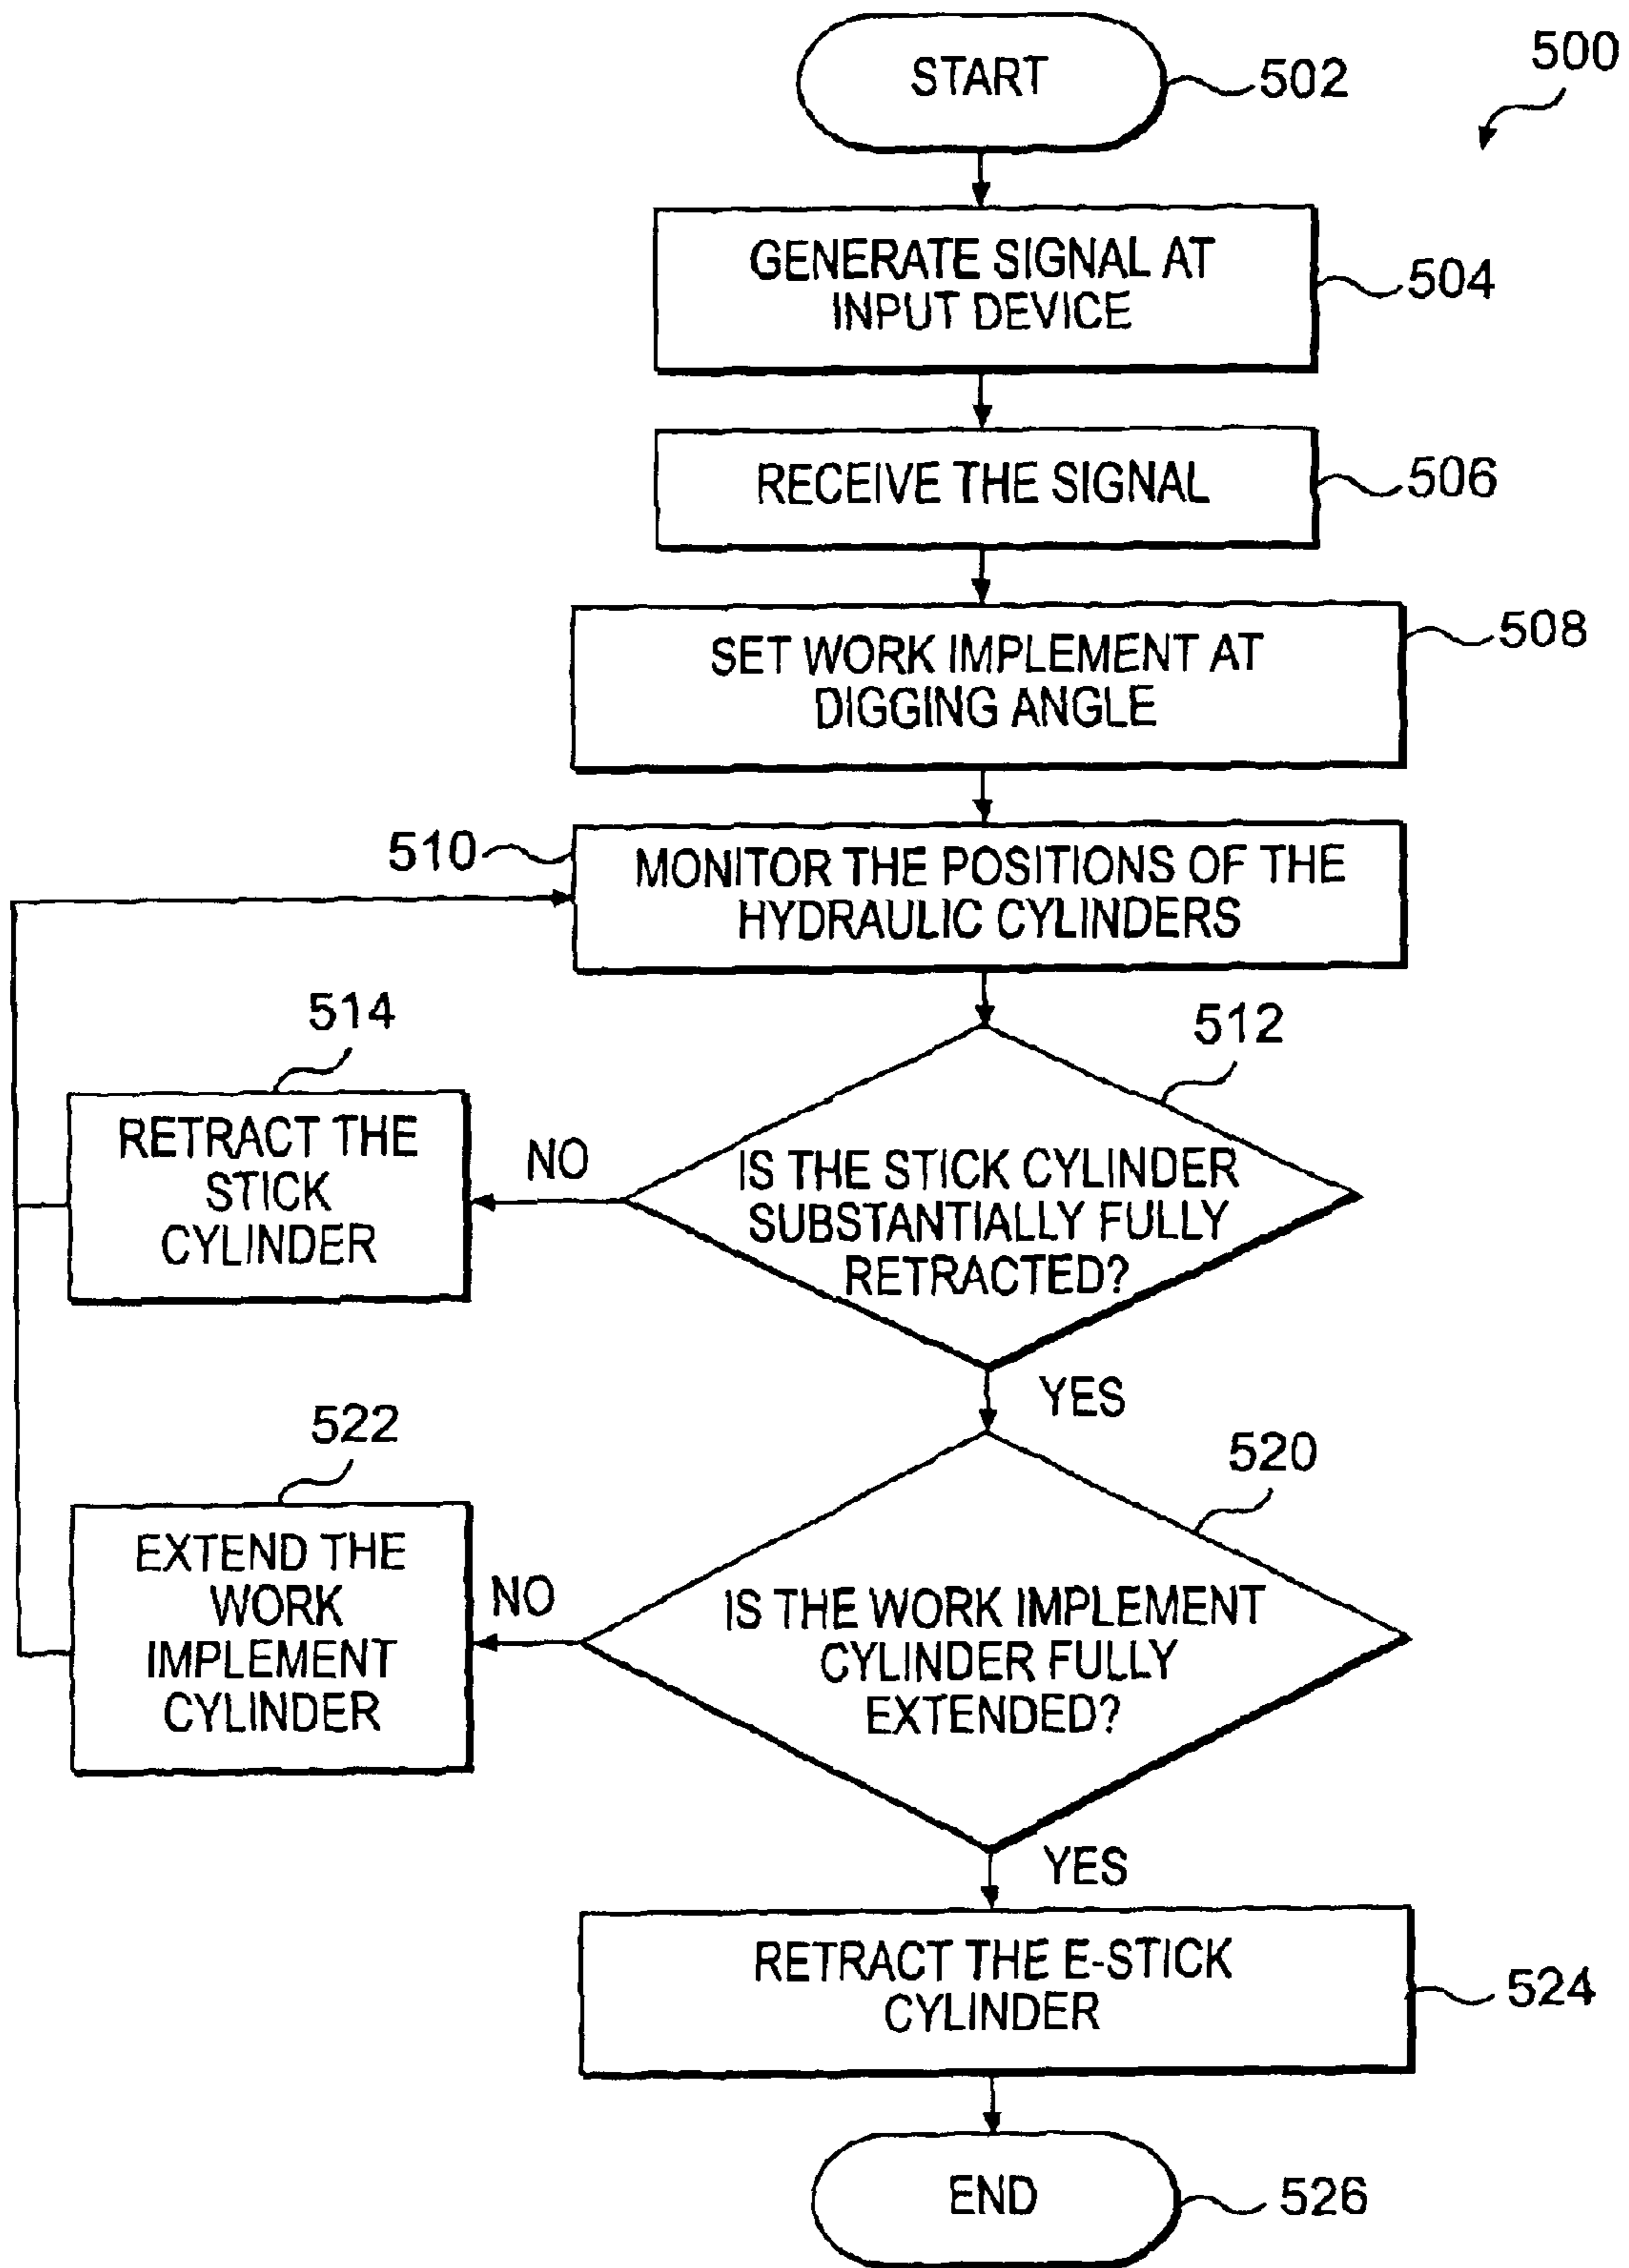 500
START
502
GENERATE SIGNAL AT
INPUT DEVICE
504
RECEIVE THE SIGNAL
506
SET WORK IMPLEMENT AT
DIGGING ANGLE
508
510
MONITOR THE POSITIONS OF THE
HYDRAULIC CYLINDERS
512
IS THE STICK CYLINDER
SUBSTANTIALLY FULLY
RETRACTED?
NO
514
RETRACT THE
STICK
CYLINDER
YES
520
IS THE WORK IMPLEMENT
CYLINDER FULLY
EXTENDED?
NO
522
EXTEND THE
WORK
IMPLEMENT
CYLINDER
YES
RETRACT THE E-STICK
CYLINDER
524
END
526